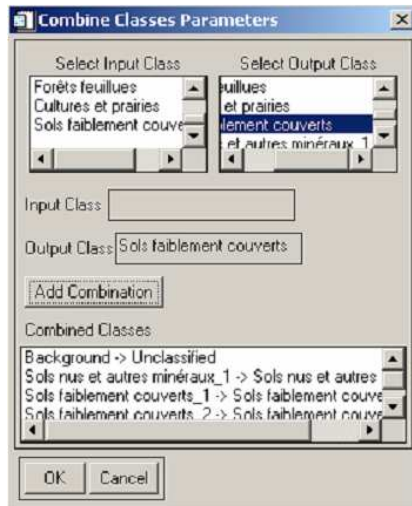 Combine Classes Parameters
Select Input Class
Select Output Class
Forêts feuillues
Cultures et prairies
Sols faiblement couve
uillues
et prairies
lement couverts
et autres minéraux_1
Input Class
Output Class Sols faiblement couverts
Add Combination
Combined Classes
Background -> Unclassified
Sols nus et autres minéraux_1 -> Sols nus et autres
Sols faiblement couverts_1 -> Sols faiblement couve
Sols faiblement couverts_2 -> Sols faiblement couve
OK Cancel